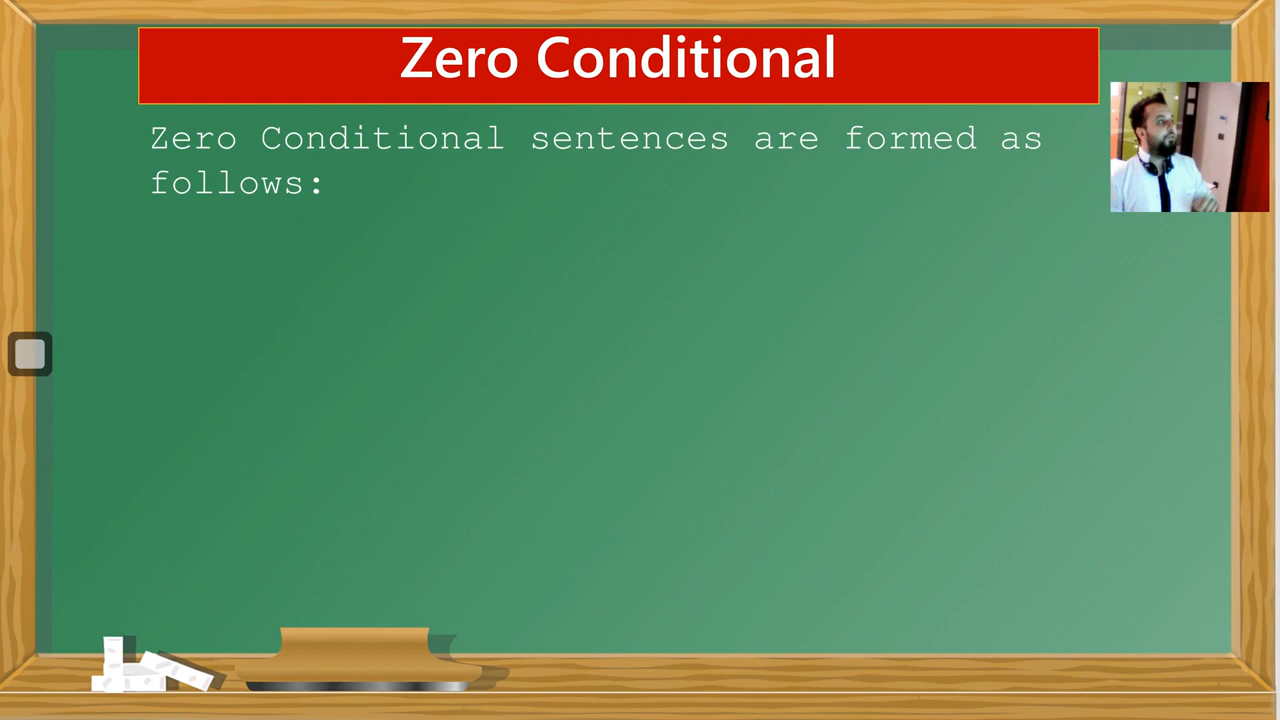 Zero Conditional
Zero Conditional sentences are formed as
follows: